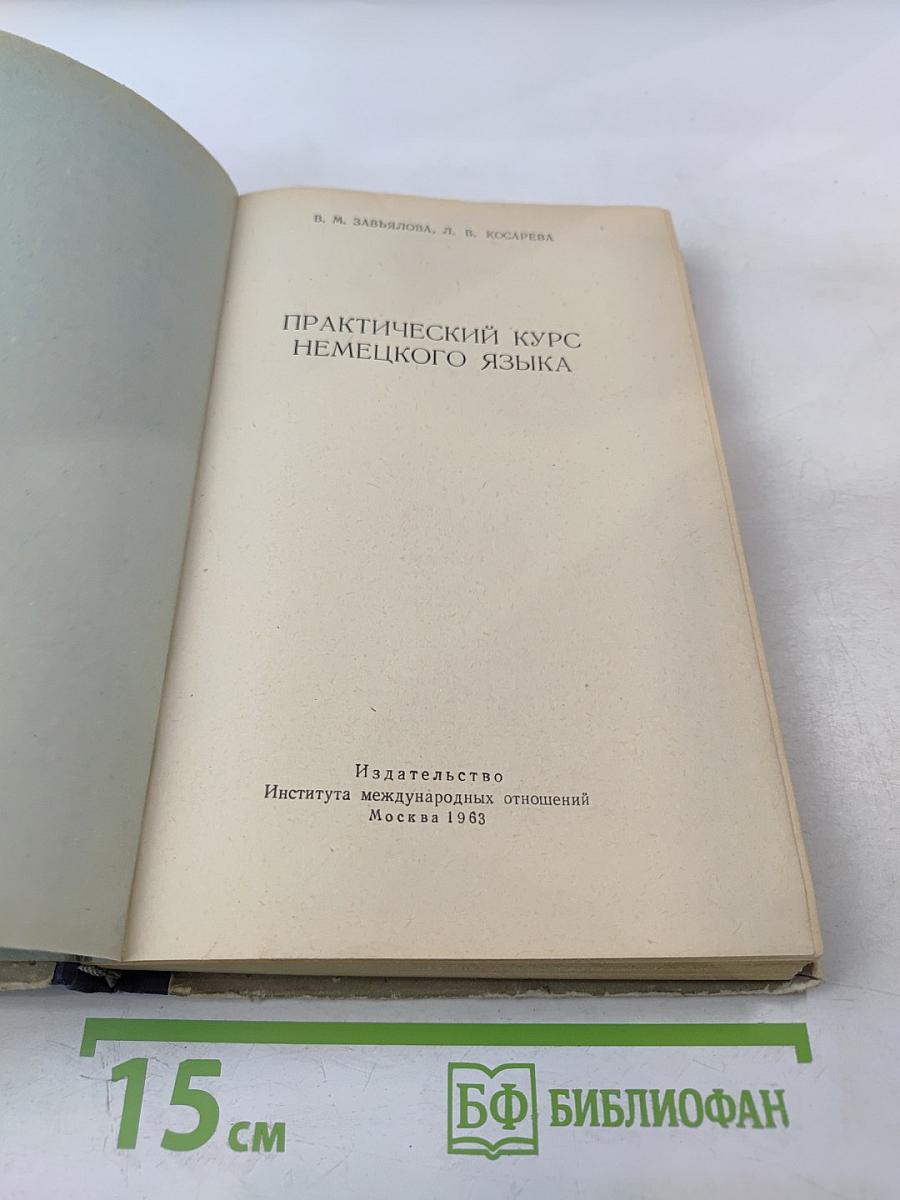 В. М. ЗАВЬЯЛОВА, Л. В. КОСАРЕВА
ПРАКТИЧЕСКИЙ КУРС
НЕМЕЦКОГО ЯЗЫКА
Издательство
Института международных отношений
Москва 1963
15 см
БФ БИБЛИОФАН